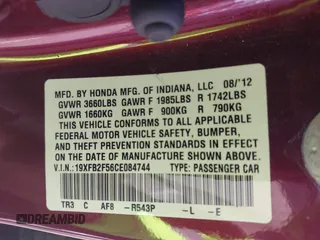 MFD. BY HONDA MFG. OF INDIANA, LLC 08/'12
GVWR 3660LBS GAWR F 1985LBS R 1742LBS
GVWR 1660KG GAWR F 900KG R 790KG
THIS VEHICLE CONFORMS TO ALL APPLICABLE
FEDERAL MOTOR VEHICLE SAFETY, BUMPER,
AND THEFT PREVENTION STANDARDS IN EFFECT
ON THE DATE OF MANUFACTURE SHOWN ABOVE.
V.I.N.: 19XFB2F56CE084744 TYPE: PASSENGER CAR
TR3 C AF8 -R543P -L -E
DREAMBID